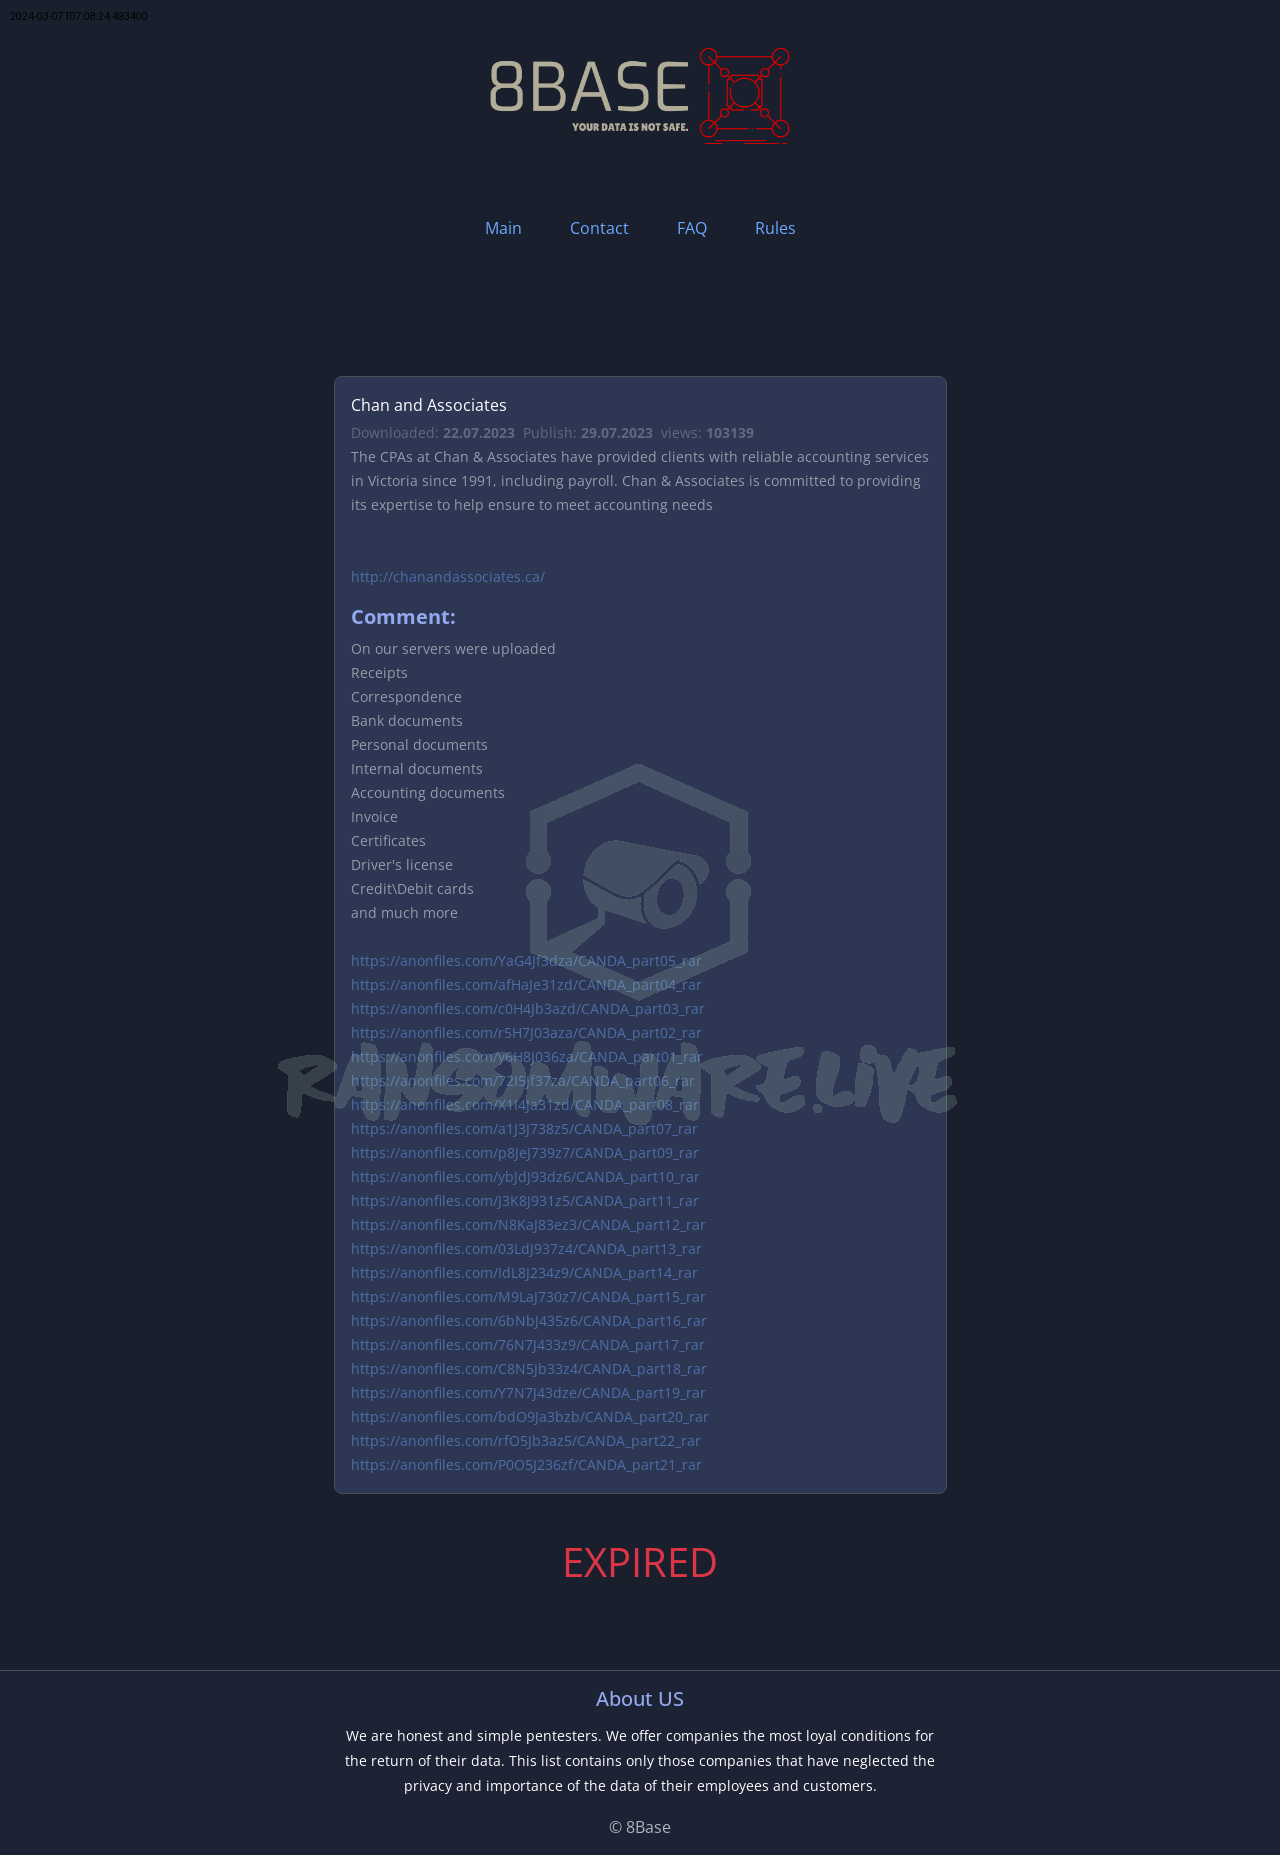 2024-03-07T07:08:24.493400
8BASE
YOUR DATA IS NOT SAFE.
Main Contact FAQ Rules
Chan and Associates
Downloaded: 22.07.2023 Publish: 29.07.2023 views: 103139
The CPAs at Chan & Associates have provided clients with reliable accounting services
in Victoria since 1991, including payroll. Chan & Associates is committed to providing
its expertise to help ensure to meet accounting needs
http://chanandassociates.ca/
Comment:
On our servers were uploaded
Receipts
Correspondence
Bank documents
Personal documents
Internal documents
Accounting documents
Invoice
Certificates
Driver's license
Credit\Debit cards
and much more
https://anonfiles.com/YaG4Jf3dza/CANDA_part05_rar
https://anonfiles.com/afHaJe31zd/CANDA_part04_rar
https://anonfiles.com/c0H4Jb3azd/CANDA_part03_rar
https://anonfiles.com/r5H7J03aza/CANDA_part02_rar
https://anonfiles.com/y6H8J036za/CANDA_part01_rar
RANSOMWARE.LIVE
https://anonfiles.com/72I5Jf37za/CANDA_part06_rar
https://anonfiles.com/X1I4Ja31zd/CANDA_part08_rar
https://anonfiles.com/a1J3J738z5/CANDA_part07_rar
https://anonfiles.com/p8JeJ739z7/CANDA_part09_rar
https://anonfiles.com/ybJdJ93dz6/CANDA_part10_rar
https://anonfiles.com/J3K8J931z5/CANDA_part11_rar
https://anonfiles.com/N8KaJ83ez3/CANDA_part12_rar
https://anonfiles.com/03LdJ937z4/CANDA_part13_rar
https://anonfiles.com/IdL8J234z9/CANDA_part14_rar
https://anonfiles.com/M9LaJ730z7/CANDA_part15_rar
https://anonfiles.com/6bNbJ435z6/CANDA_part16_rar
https://anonfiles.com/76N7J433z9/CANDA_part17_rar
https://anonfiles.com/C8N5Jb33z4/CANDA_part18_rar
https://anonfiles.com/Y7N7J43dze/CANDA_part19_rar
https://anonfiles.com/bdO9Ja3bzb/CANDA_part20_rar
https://anonfiles.com/rfO5Jb3az5/CANDA_part22_rar
https://anonfiles.com/P0O5J236zf/CANDA_part21_rar
EXPIRED
About US
We are honest and simple pentesters. We offer companies the most loyal conditions for
the return of their data. This list contains only those companies that have neglected the
privacy and importance of the data of their employees and customers.
© 8Base